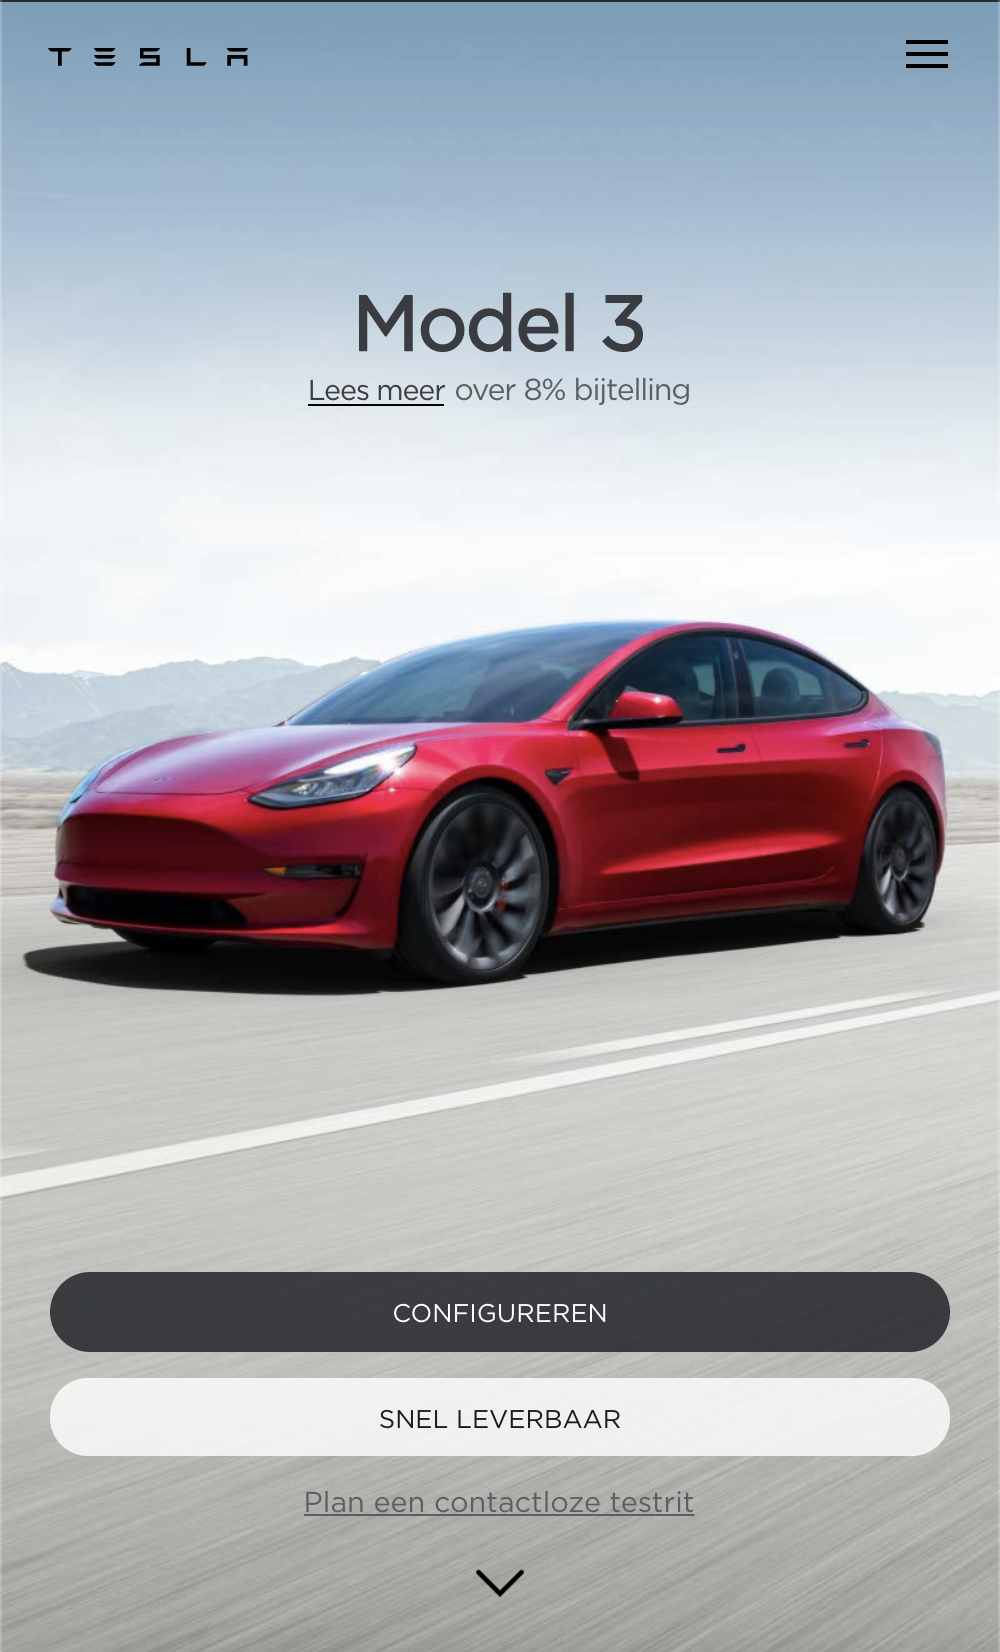 TESLA
Model 3
Lees meer over 8% bijtelling
CONFIGUREREN
SNEL LEVERBAAR
Plan een contactloze testrit